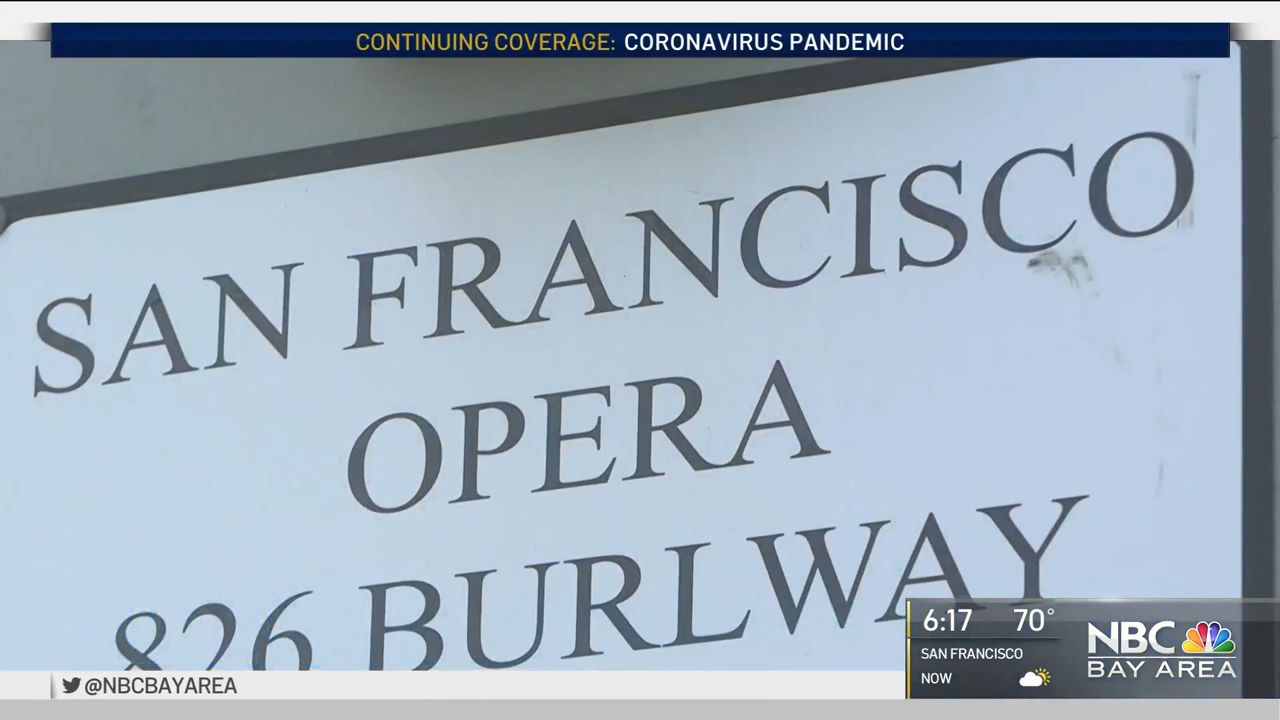 CONTINUING COVERAGE: CORONAVIRUS PANDEMIC
SAN FRANCISCO
OPERA
826 BURLWAY
6:17 70°
SAN FRANCISCO
NOW
NBC
BAY AREA
@NBCBAYAREA